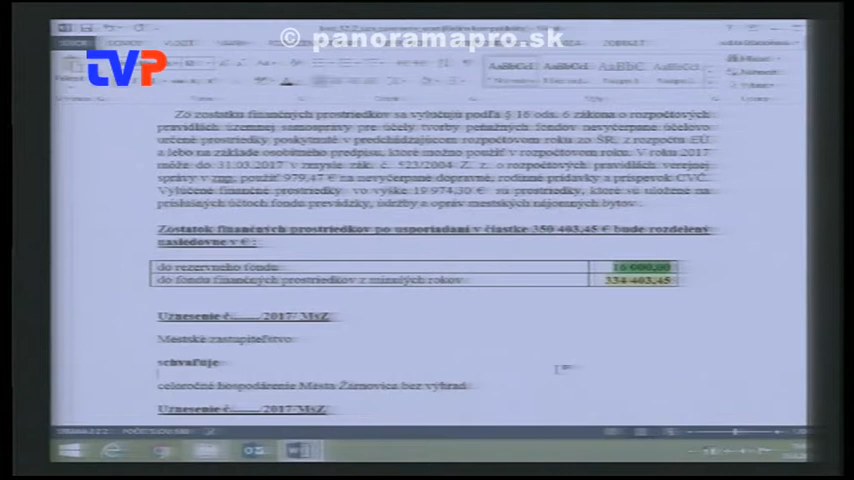 © panoramapro.sk
TVP
Zo zostatku finančných prostriedkov sa vylučujú podľa § 16 ods. 6 zákona o rozpočtových
pravidlách územnej samosprávy pre účely tvorby peňažných fondov nevyčerpané účelovo
určené prostriedky poskytnuté v predchádzajúcom rozpočtovom roku zo ŠR, z rozpočtu EÚ
a lebo na základe osobitného predpisu, ktoré možno použiť v rozpočtovom roku. V roku 2017
môže do 31.03.2017 v zmysle zák. č. 523/2004 Z. z. o rozpočtových pravidlách verejnej
správy v znp, použiť 979,47 € na nevyčerpané dopravné, rodinné prídavky a príspevok CVČ.
Vylúčené finančné prostriedky vo výške 19 974,30 € sú prostriedky, ktoré sú uložené na
príslušných účtoch fondu prevádzky, údržby a opráv mestských nájomných bytov
Zostatok finančných prostriedkov po usporiadaní v čiastke 350 403,45 € bude rozdelený
nasledovne v € :
do rezervného fondu 16 000,00
do fondu finančných prostriedkov z minulých rokov 334 403,45
Uznesenie č......./2017/ MsZ
Mestské zastupiteľstvo
schvaľuje
celoročné hospodárenie Mesta Žarnovica bez výhrad
Uznesenie č......./2017/MsZ